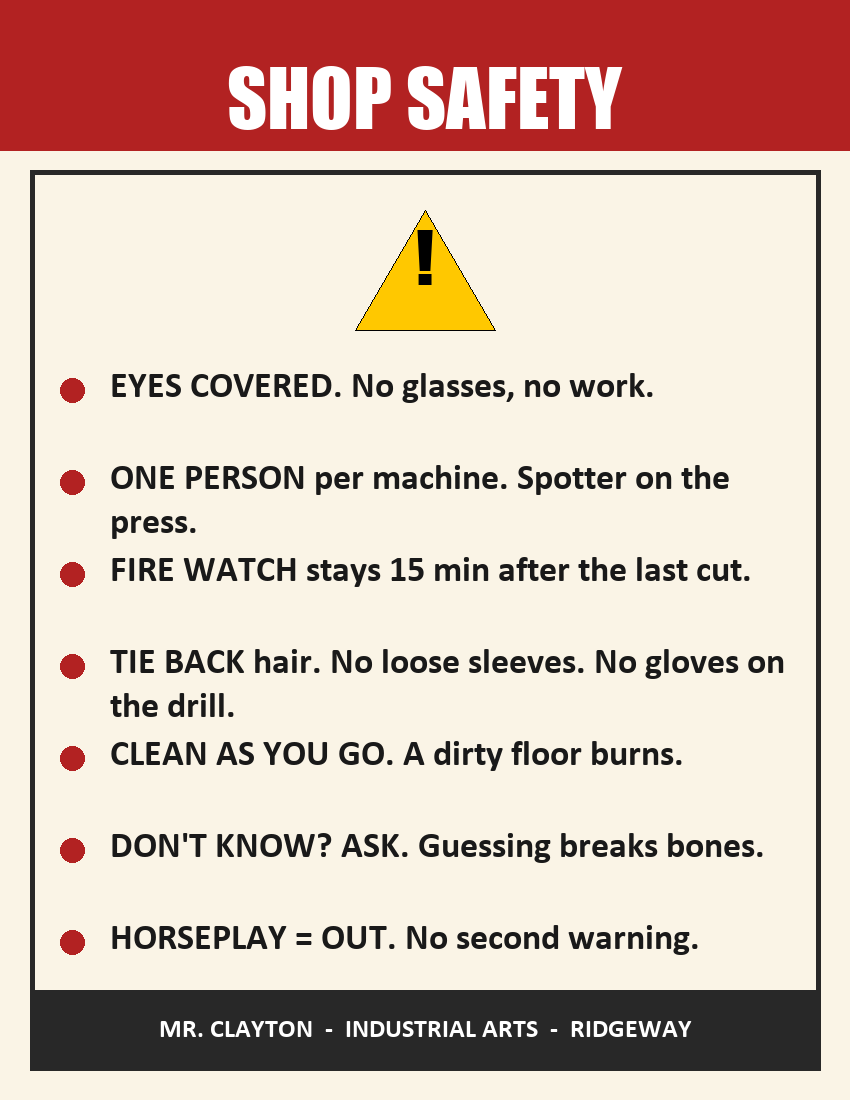 SHOP SAFETY
!
EYES COVERED. No glasses, no work.
ONE PERSON per machine. Spotter on the
press.
FIRE WATCH stays 15 min after the last cut.
TIE BACK hair. No loose sleeves. No gloves on
the drill.
CLEAN AS YOU GO. A dirty floor burns.
DON'T KNOW? ASK. Guessing breaks bones.
HORSEPLAY = OUT. No second warning.
MR. CLAYTON - INDUSTRIAL ARTS - RIDGEWAY